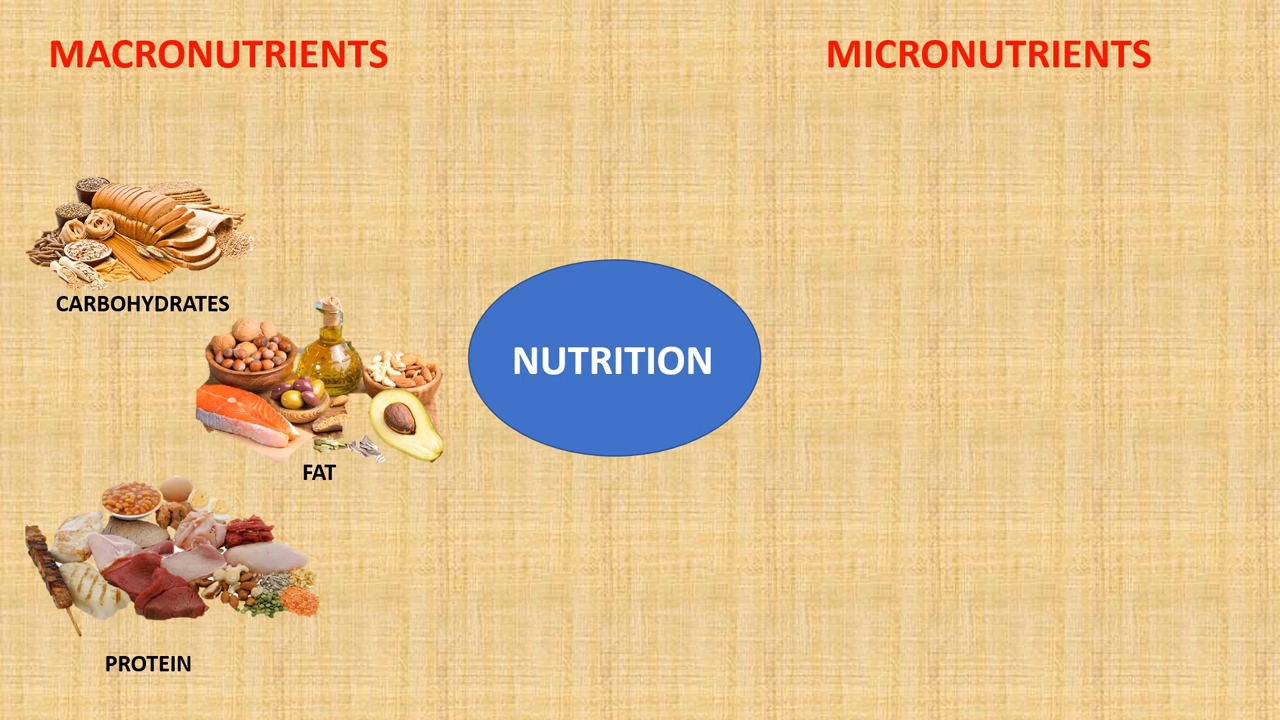 MACRONUTRIENTS
MICRONUTRIENTS
CARBOHYDRATES
NUTRITION
FAT
PROTEIN